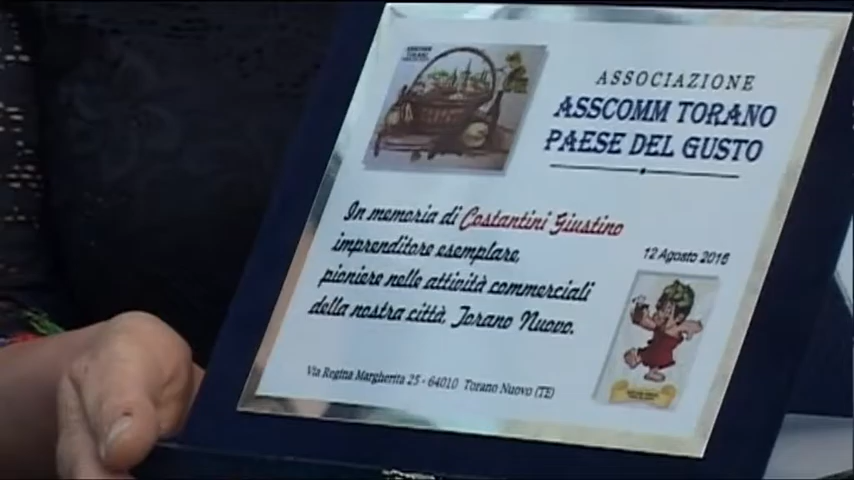 ASSOCIAZIONE
ASSCOMM TORANO
PAESE DEL GUSTO
In memoria di Costantini Giustino
imprenditore esemplare,
pioniere nelle attività commerciali
della nostra città, Torano Nuovo.
12 Agosto 2016
Via Regina Margherita 25 - 64010 Torano Nuovo (TE)